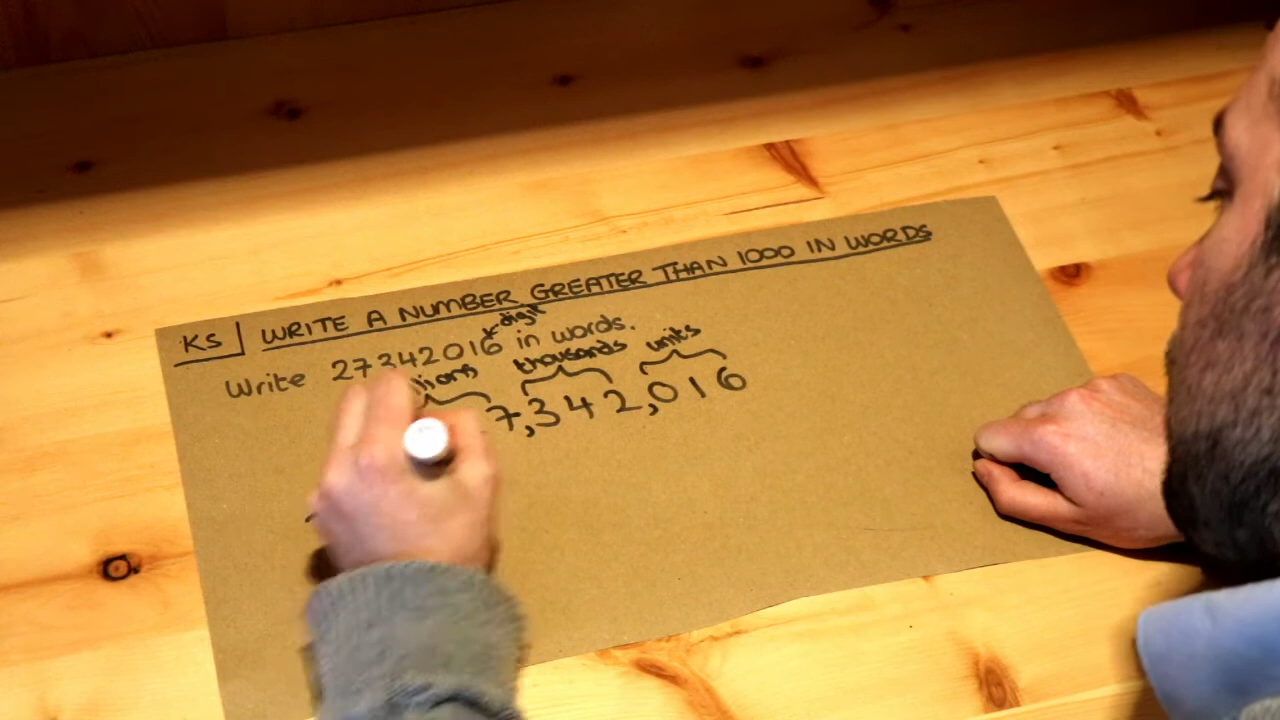 KS WRITE A NUMBER GREATER THAN 1000 IN WORDS
digit
Write 27342016 in words.
thousands units
7,342,016